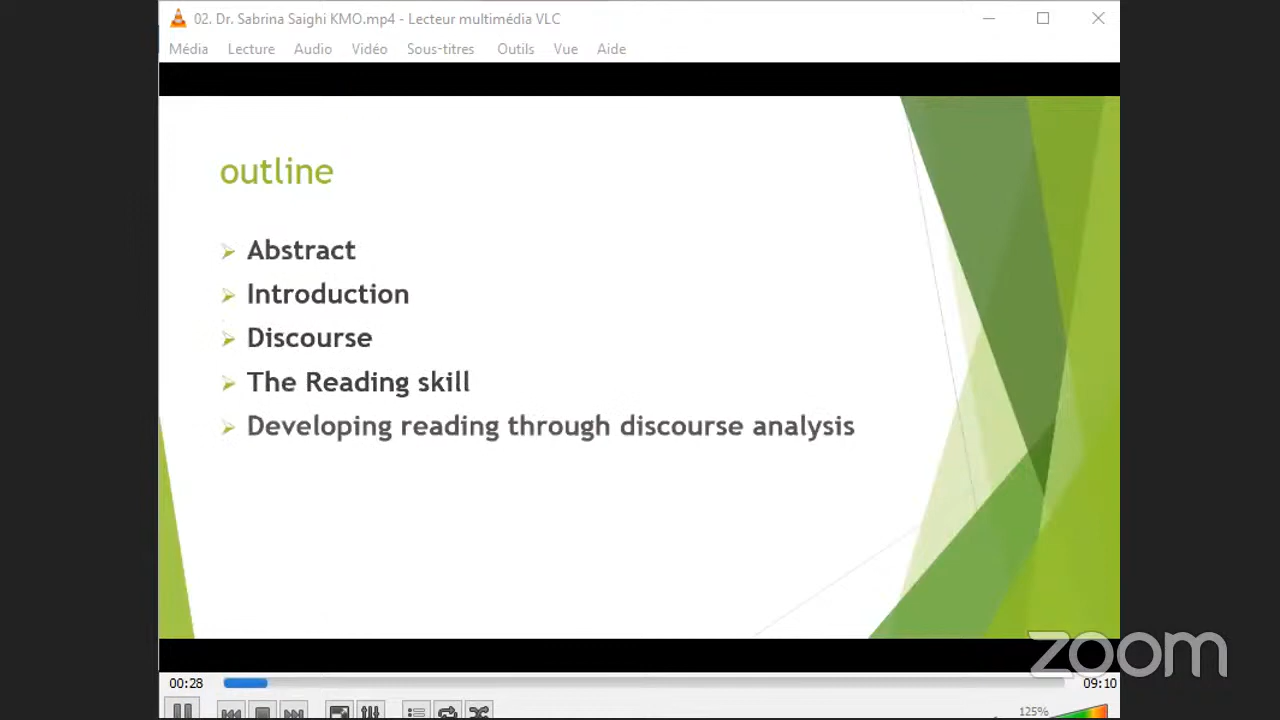 02. Dr. Sabrina Saighi KMO.mp4 - Lecteur multimédia VLC
Média Lecture Audio Vidéo Sous-titres Outils Vue Aide
outline
Abstract
Introduction
Discourse
The Reading skill
Developing reading through discourse analysis
zoom
00:28 09:10
125%